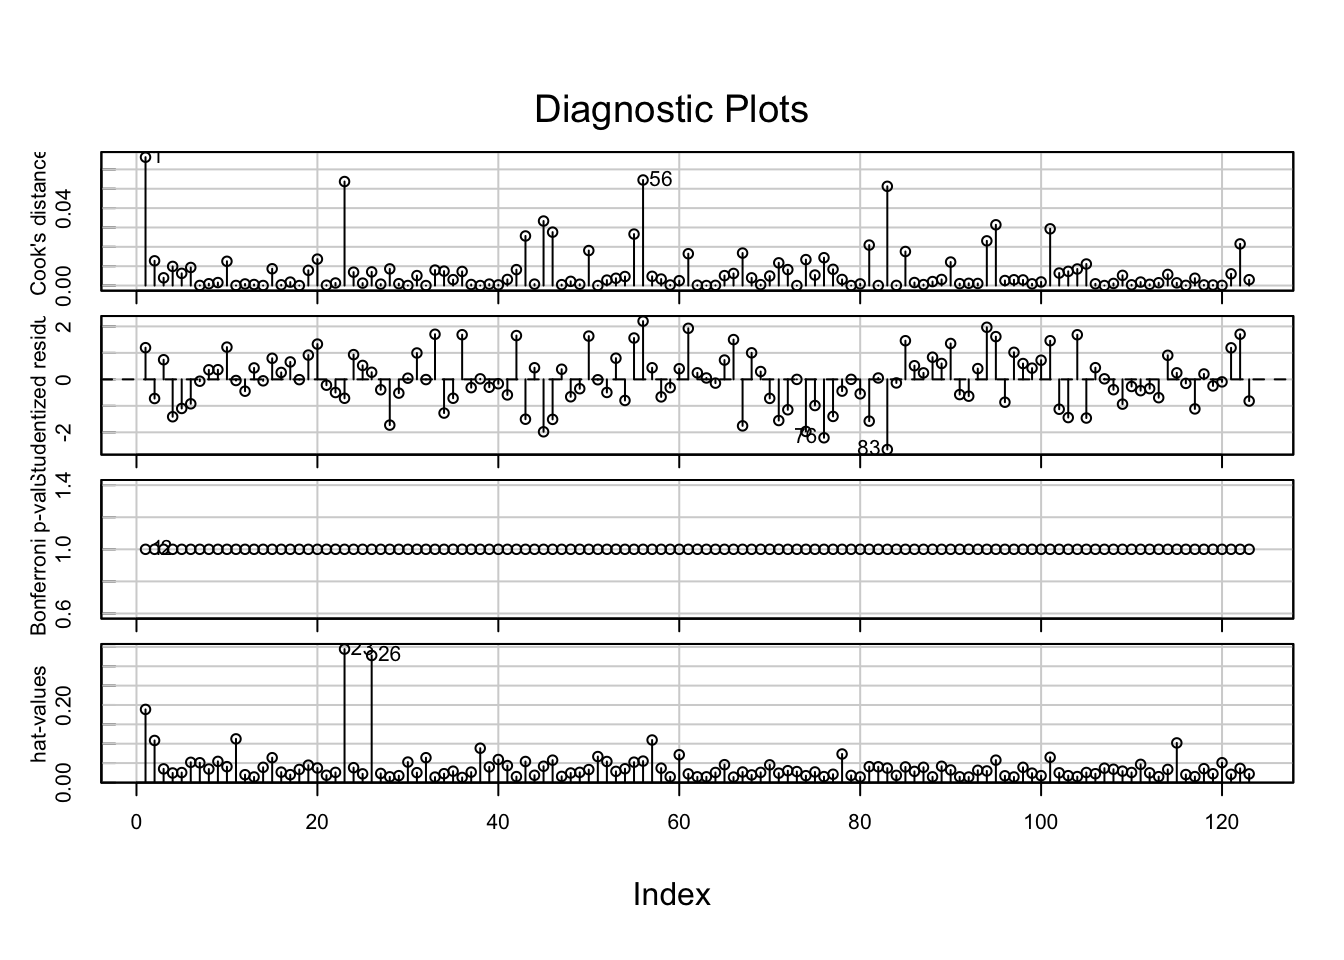 Diagnostic Plots
Cook's distance
0.00 0.04
1
56
Studentized residu
-2 0 2
76
83
Bonferroni p-valu
0.6 1.0 1.4
1 2
hat-values
0.00 0.20
23
26
0 20 40 60 80 100 120
Index